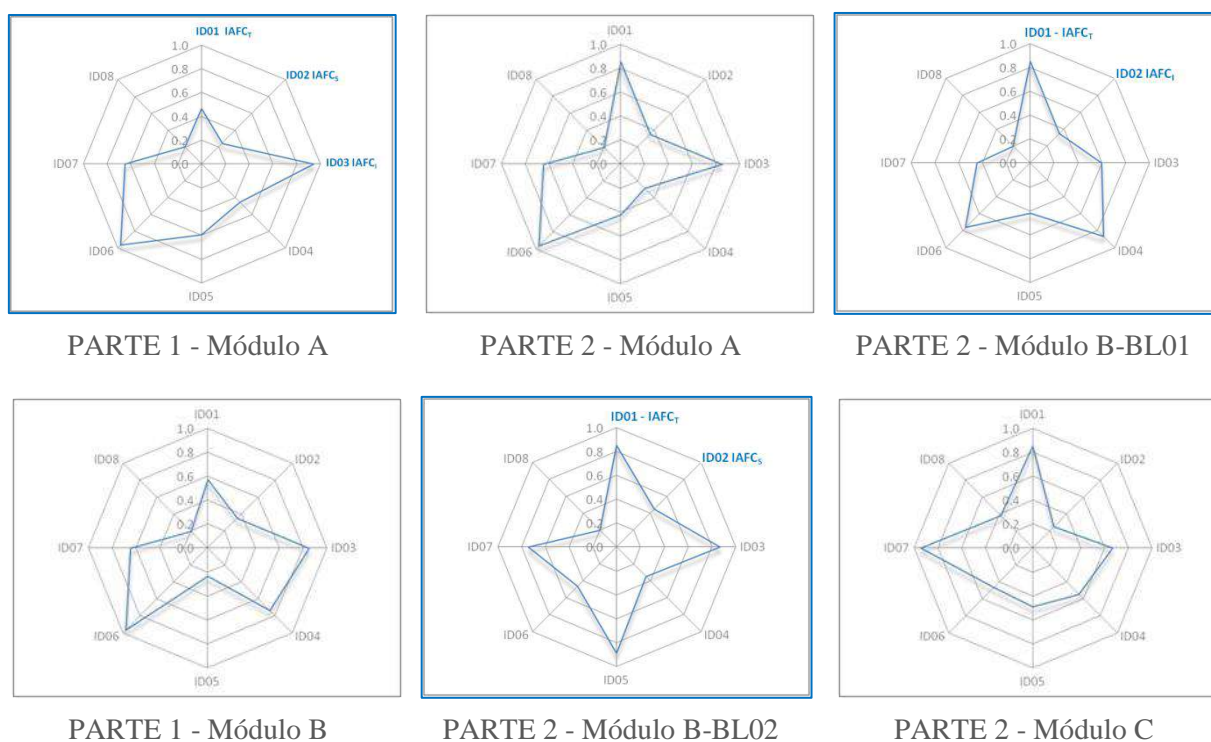 ID01 IAFCT
1.0
ID08
0.8
ID02 IAFCS
0.6
0.4
0.2
ID07
0.0
ID03 IAFCI
ID06
ID04
ID05
PARTE 1 - Módulo A
ID01
1.0
ID08
0.8
ID02
0.6
0.4
0.2
ID07
0.0
ID03
ID06
ID04
ID05
PARTE 2 - Módulo A
ID01 - IAFCT
1.0
ID08
0.8
ID02 IAFCI
0.6
0.4
0.2
ID07
0.0
ID03
ID06
ID04
ID05
PARTE 2 - Módulo B-BL01
ID01
1.0
ID08
0.8
ID02
0.6
0.4
0.2
ID07
0.0
ID03
ID06
ID04
ID05
PARTE 1 - Módulo B
ID01 - IAFCT
1.0
ID08
0.8
ID02 IAFCS
0.6
0.4
0.2
ID07
0.0
ID03
ID06
ID04
ID05
PARTE 2 - Módulo B-BL02
ID01
1.0
ID08
0.8
ID02
0.6
0.4
0.2
ID07
0.0
ID03
ID06
ID04
ID05
PARTE 2 - Módulo C